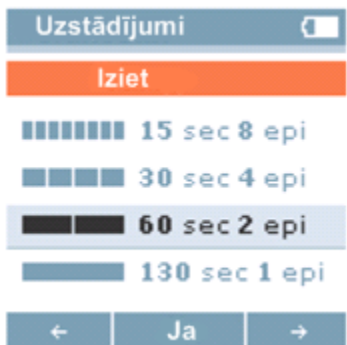 Uzstādījumi
Iziet
15 sec 8 epi
30 sec 4 epi
60 sec 2 epi
130 sec 1 epi
← Ja →